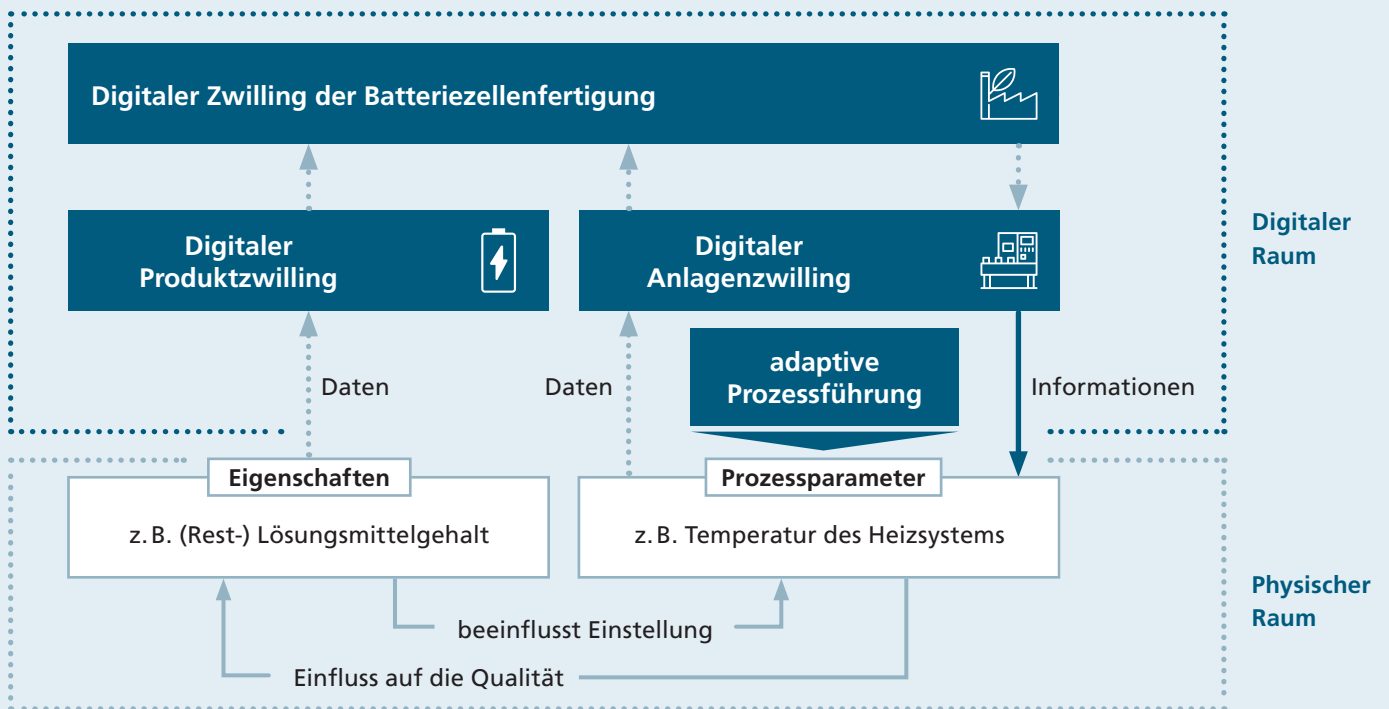 Digitaler Zwilling der Batteriezellenfertigung
Digitaler
Produktzwilling
Digitaler
Anlagenzwilling
Digitaler
Raum
adaptive
Prozessführung
Daten
Daten
Informationen
Eigenschaften
Prozessparameter
z. B. (Rest-) Lösungsmittelgehalt
z. B. Temperatur des Heizsystems
Physischer
Raum
beeinflusst Einstellung
Einfluss auf die Qualität